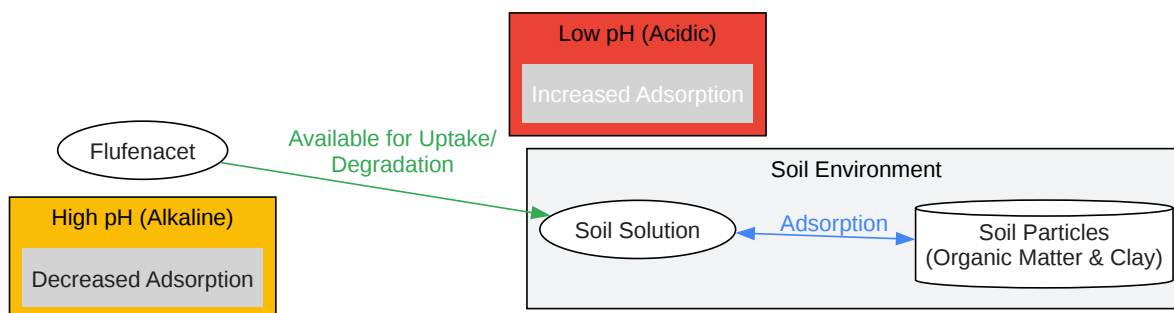 Low pH (Acidic)
Increased Adsorption
Available for Uptake/
Degradation
Flufenacet
Soil Environment
High pH (Alkaline)
Decreased Adsorption
Soil Solution
Adsorption
Soil Particles
(Organic Matter & Clay)